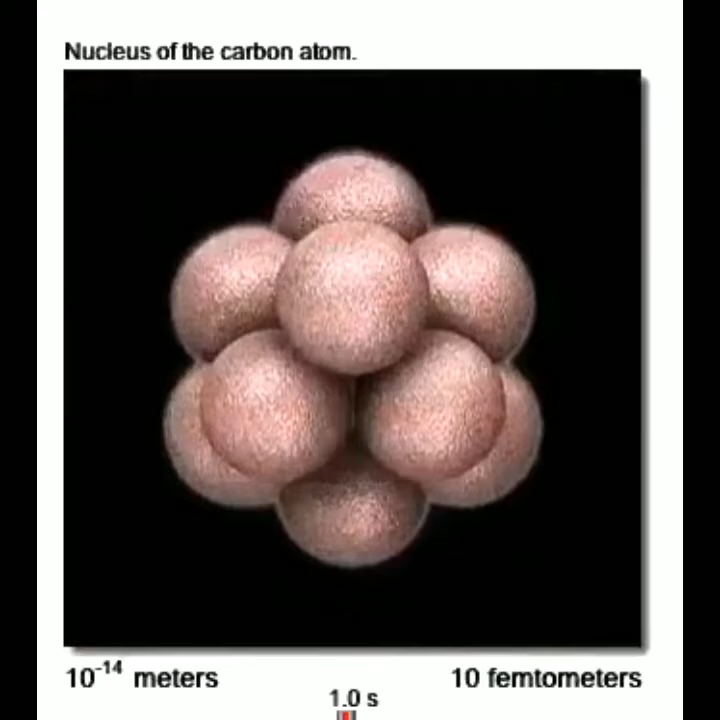 Nucleus of the carbon atom.
10⁻¹⁴ meters
10 femtometers
1.0 s